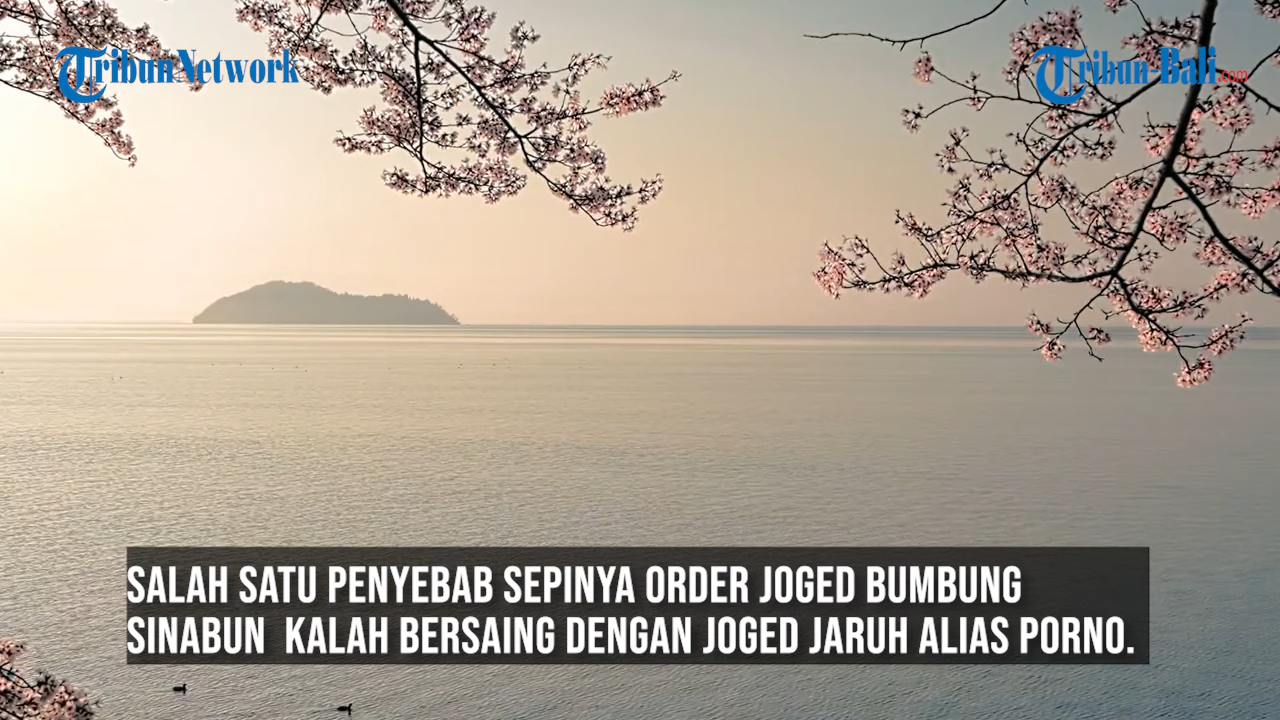 TribunNetwork
Tribun-Bali.com
SALAH SATU PENYEBAB SEPINYA ORDER JOGED BUMBUNG
SINABUN KALAH BERSAING DENGAN JOGED JARUH ALIAS PORNO.